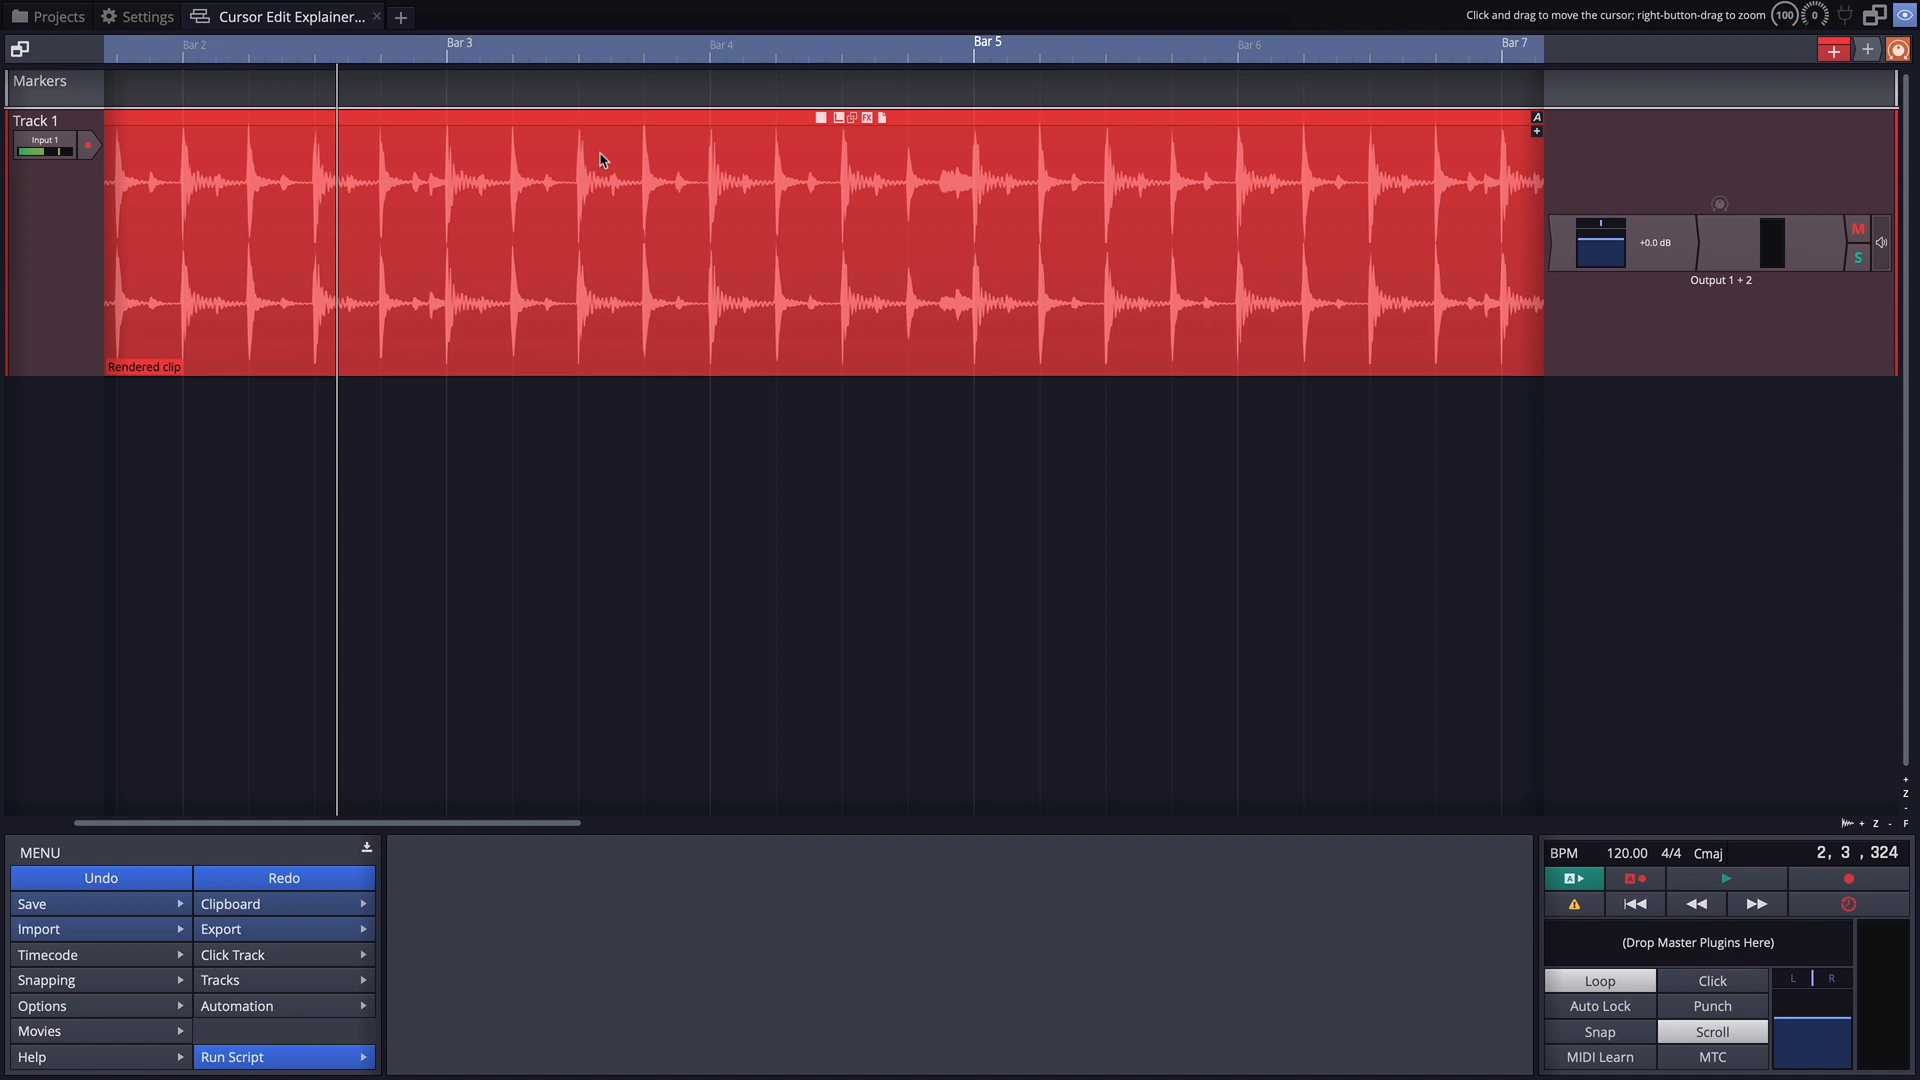 Projects
Settings
Cursor Edit Explainer...
Click and drag to move the cursor; right-button-drag to zoom
100
0
Bar 2
Bar 3
Bar 4
Bar 5
Bar 6
Bar 7
Markers
Track 1
Input 1
FX
A
Rendered clip
+0.0 dB
M
S
Output 1 + 2
+
Z
-
+ Z - F
MENU
Undo
Redo
Save
Clipboard
Import
Export
Timecode
Click Track
Snapping
Tracks
Options
Automation
Movies
Help
Run Script
BPM 120.00 4/4 Cmaj 2, 3 , 324
A
A
(Drop Master Plugins Here)
Loop
Click
L R
Auto Lock
Punch
Snap
Scroll
MIDI Learn
MTC